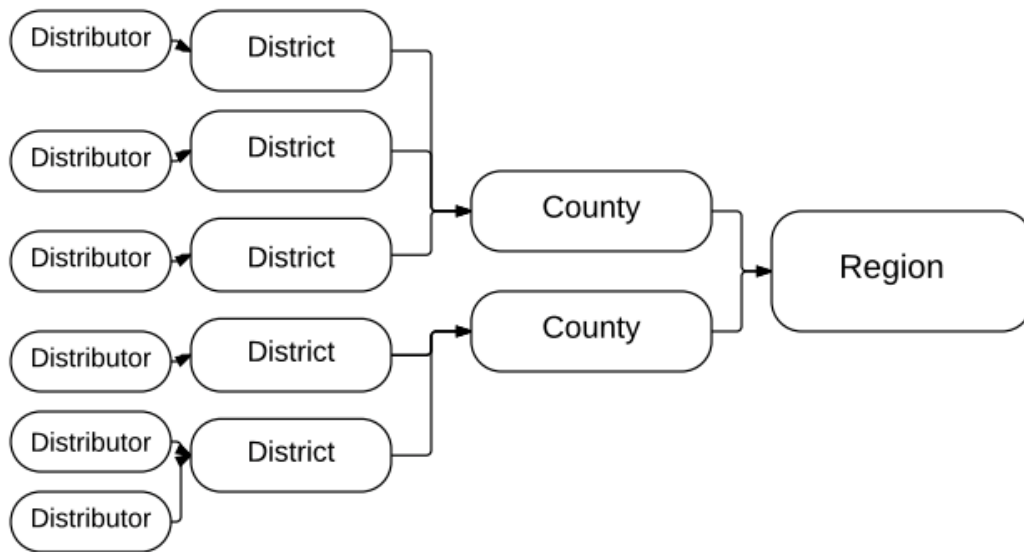 Distributor
District
Distributor
District
Distributor
District
Distributor
District
Distributor
District
Distributor
County
County
Region